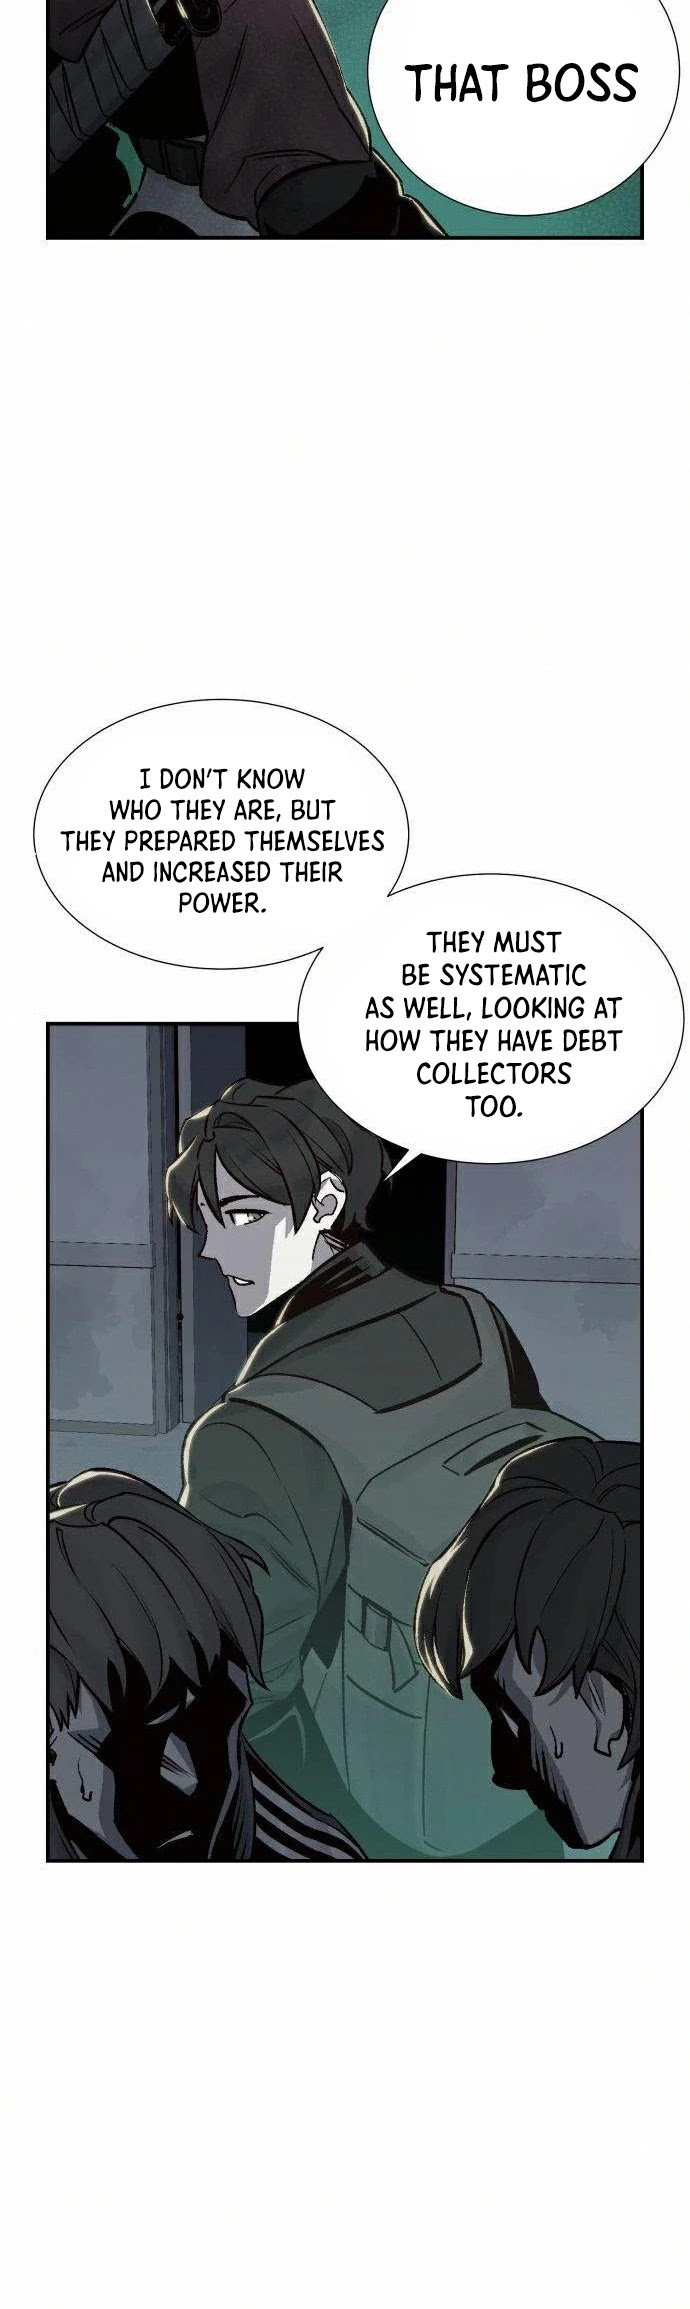 THAT BOSS
I DON'T KNOW
WHO THEY ARE, BUT
THEY PREPARED THEMSELVES
AND INCREASED THEIR
POWER.
THEY MUST
BE SYSTEMATIC
AS WELL, LOOKING AT
HOW THEY HAVE DEBT
COLLECTORS
TOO.